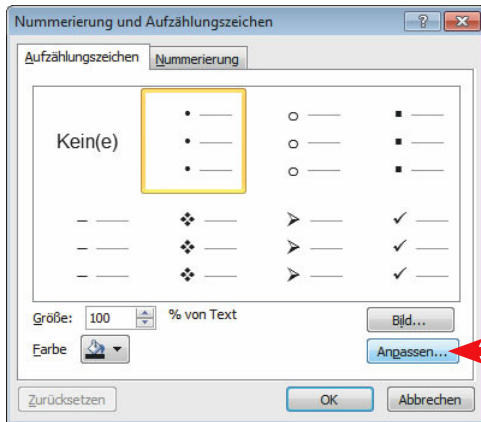 Nummerierung und Aufzählungszeichen
Aufzählungszeichen Nummerierung
Kein(e)
Größe: 100 % von Text Bild...
Farbe Anpassen...
Zurücksetzen OK Abbrechen